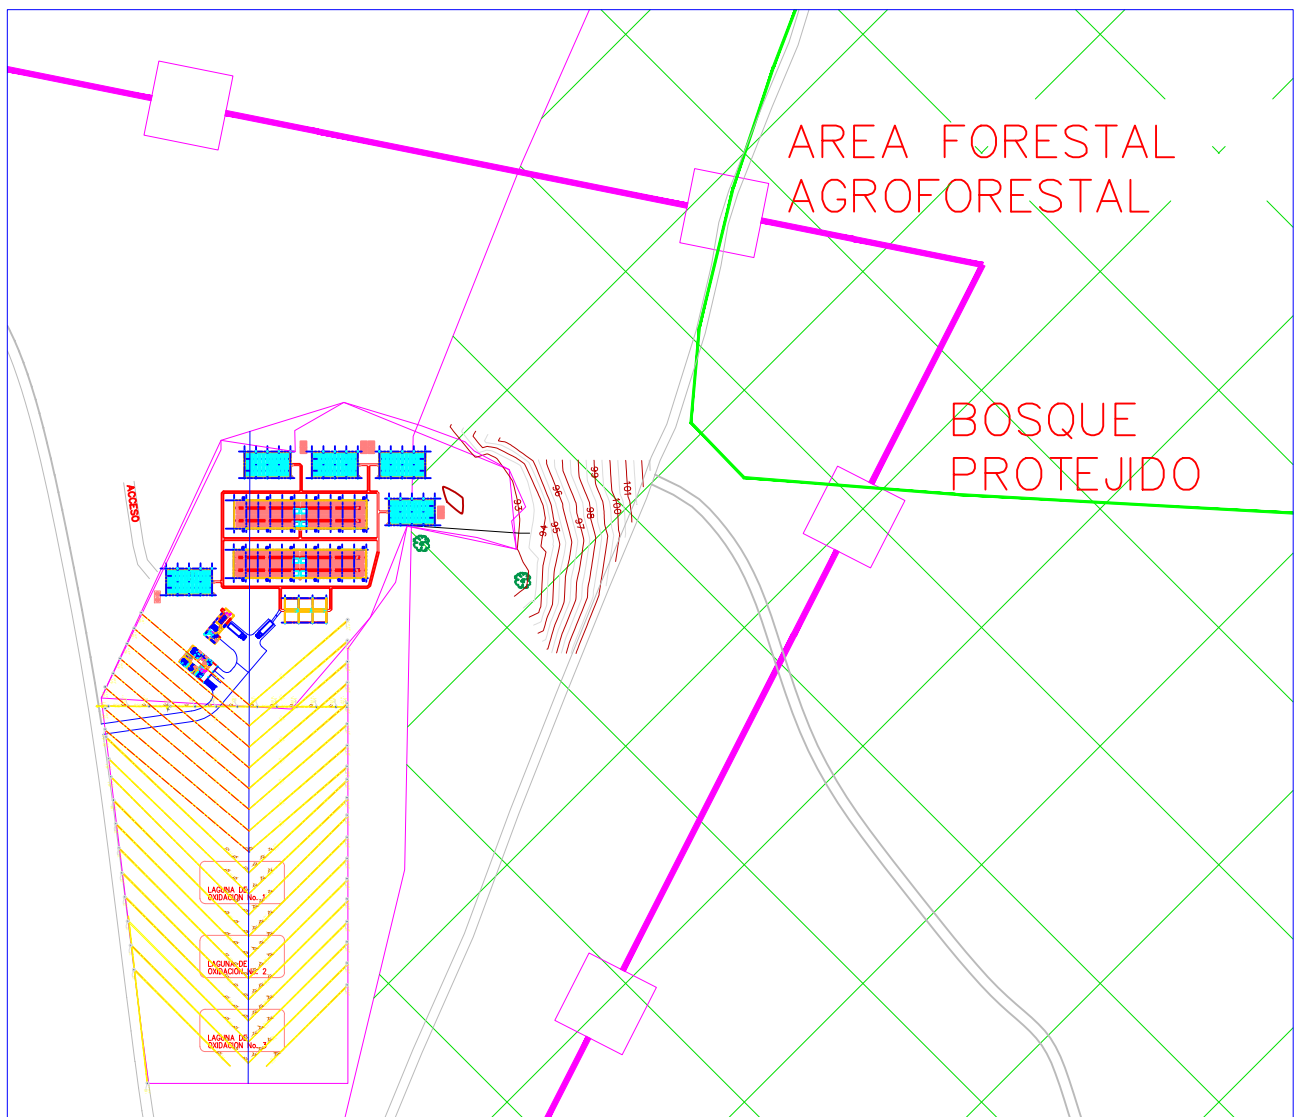 AREA FORESTAL
AGROFORESTAL
BOSQUE
PROTEJIDO
ACCESO
93
94
95
96
97
98
99
100
101
LAGUNA DE
OXIDACION No. 1
LAGUNA DE
OXIDACION No. 2
LAGUNA DE
OXIDACION No. 3